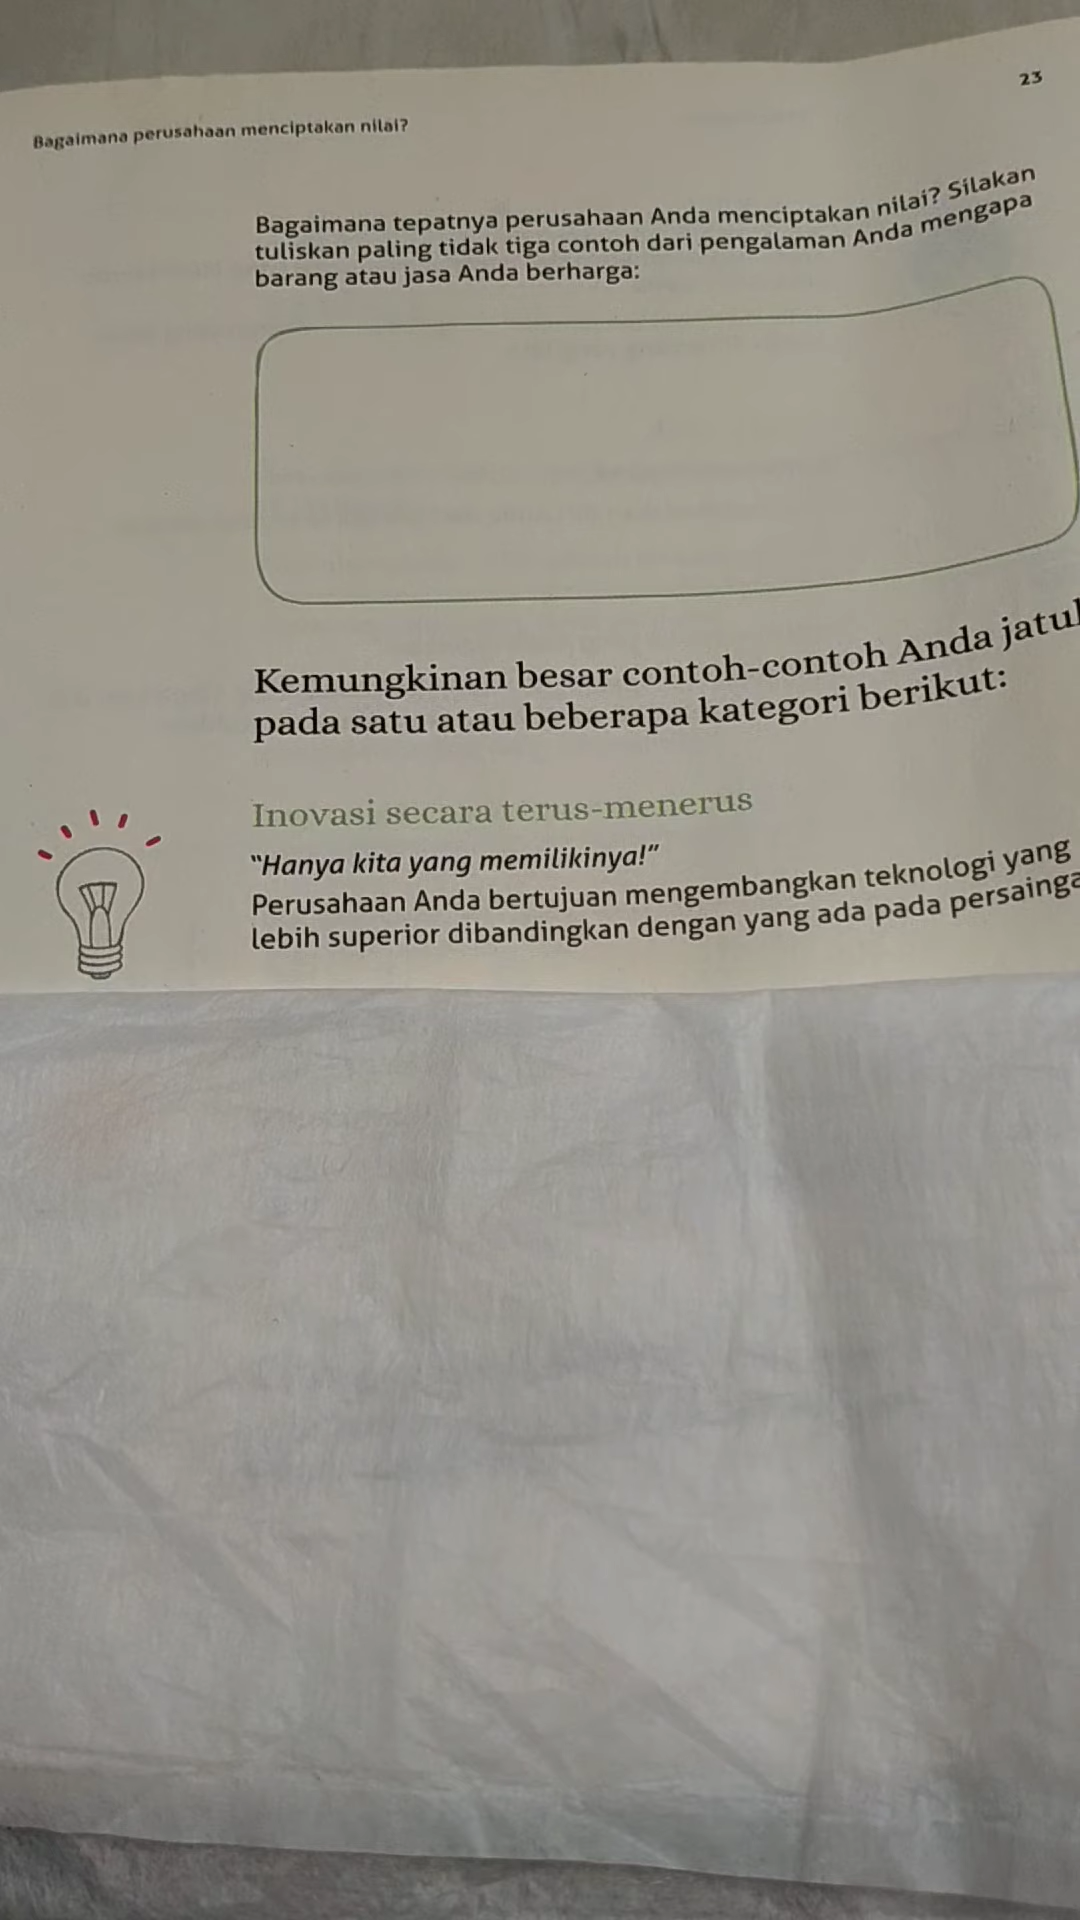 23
Bagaimana perusahaan menciptakan nilai?
Bagaimana tepatnya perusahaan Anda menciptakan nilai? Silakan
tuliskan paling tidak tiga contoh dari pengalaman Anda mengapa
barang atau jasa Anda berharga:
Kemungkinan besar contoh-contoh Anda
pada satu atau beberapa kategori berikut:
Inovasi secara terus-menerus
“Hanya kita yang memilikinya!”
Perusahaan Anda bertujuan mengembangkan teknologi yang
lebih superior dibandingkan dengan yang ada pada